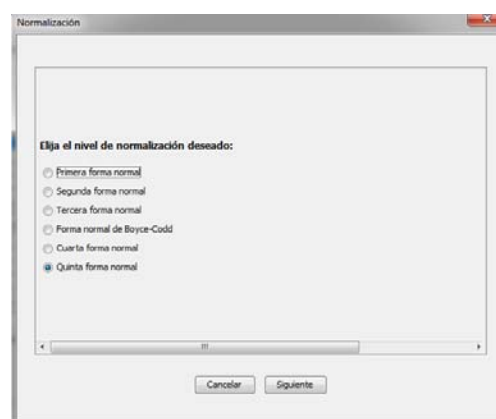 Normalización
Elija el nivel de normalización deseado:
Primera forma normal
Segunda forma normal
Tercera forma normal
Forma normal de Boyce-Codd
Cuarta forma normal
Quinta forma normal
Cancelar
Siguiente